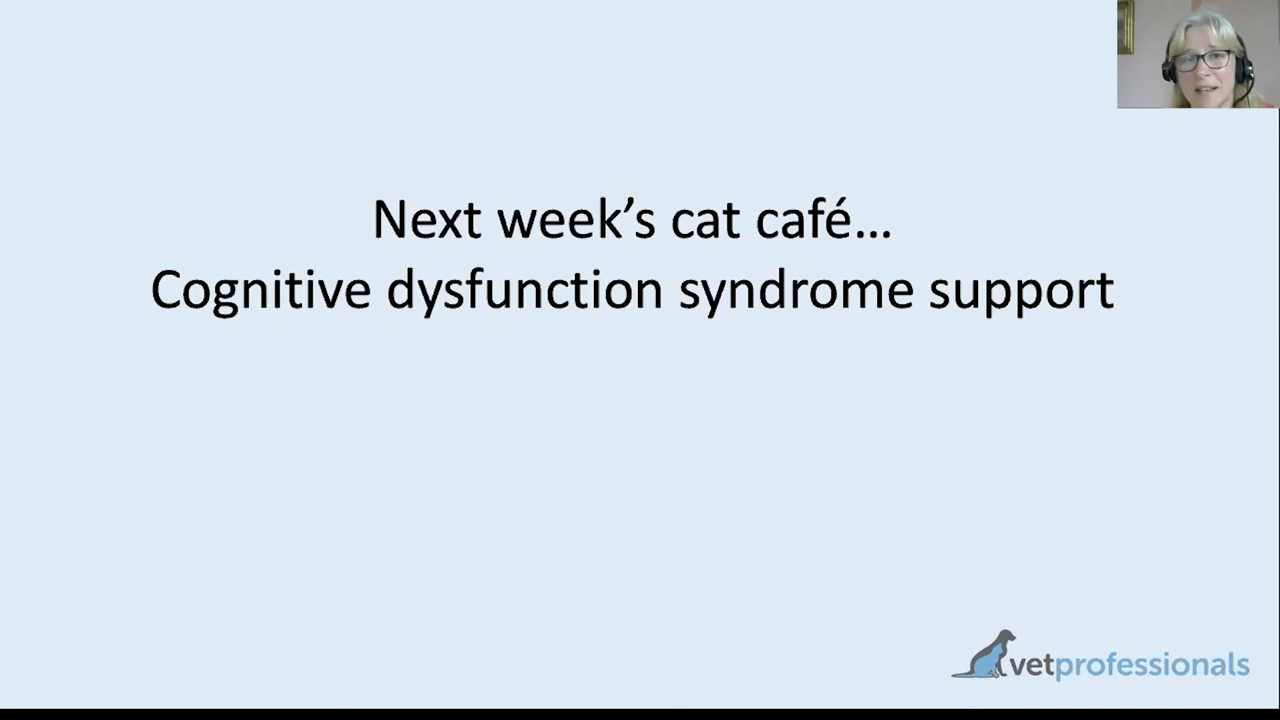 Next week’s cat café…
Cognitive dysfunction syndrome support
vetprofessionals